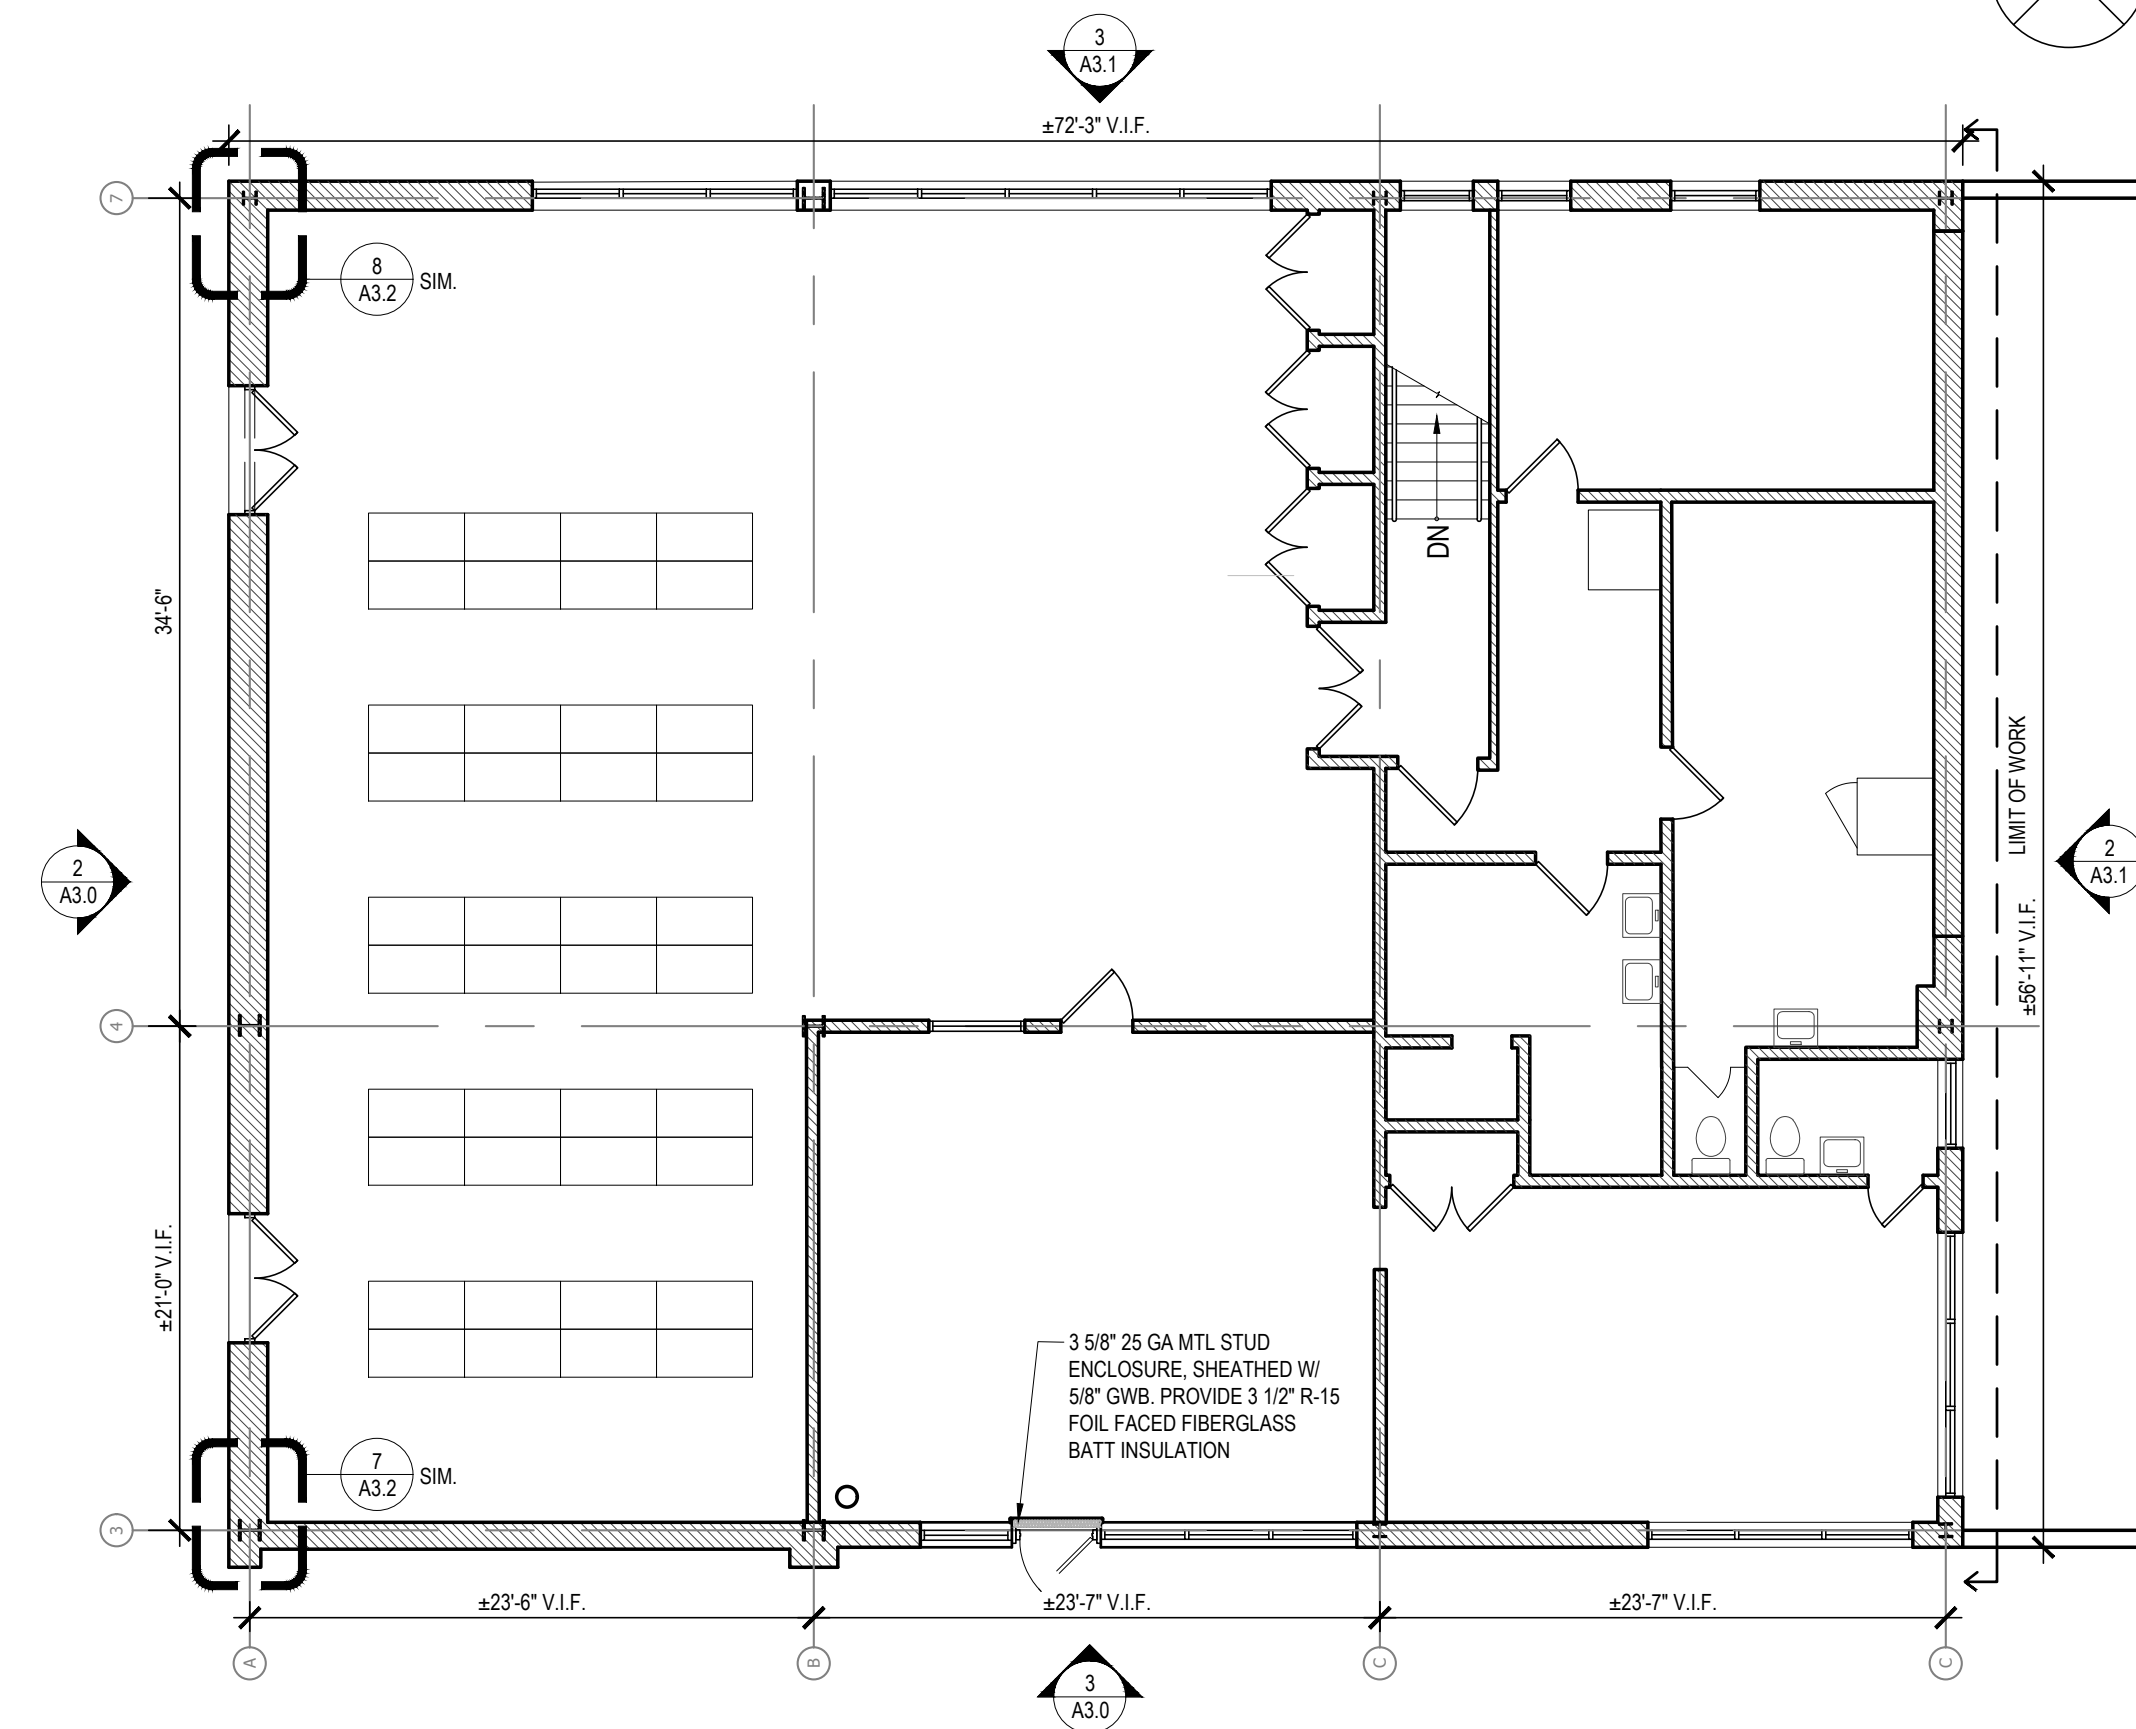 3
A3.1
±72'-3" V.I.F.
7
8
A3.2
SIM.
34'-6"
DN
LIMIT OF WORK
2
A3.0
2
A3.1
±56'-11" V.I.F.
4
±21'-0" V.I.F.
3 5/8" 25 GA MTL STUD
ENCLOSURE, SHEATHED W/
5/8" GWB. PROVIDE 3 1/2" R-15
FOIL FACED FIBERGLASS
BATT INSULATION
7
A3.2
SIM.
3
±23'-6" V.I.F.
±23'-7" V.I.F.
±23'-7" V.I.F.
A
B
C
C
3
A3.0